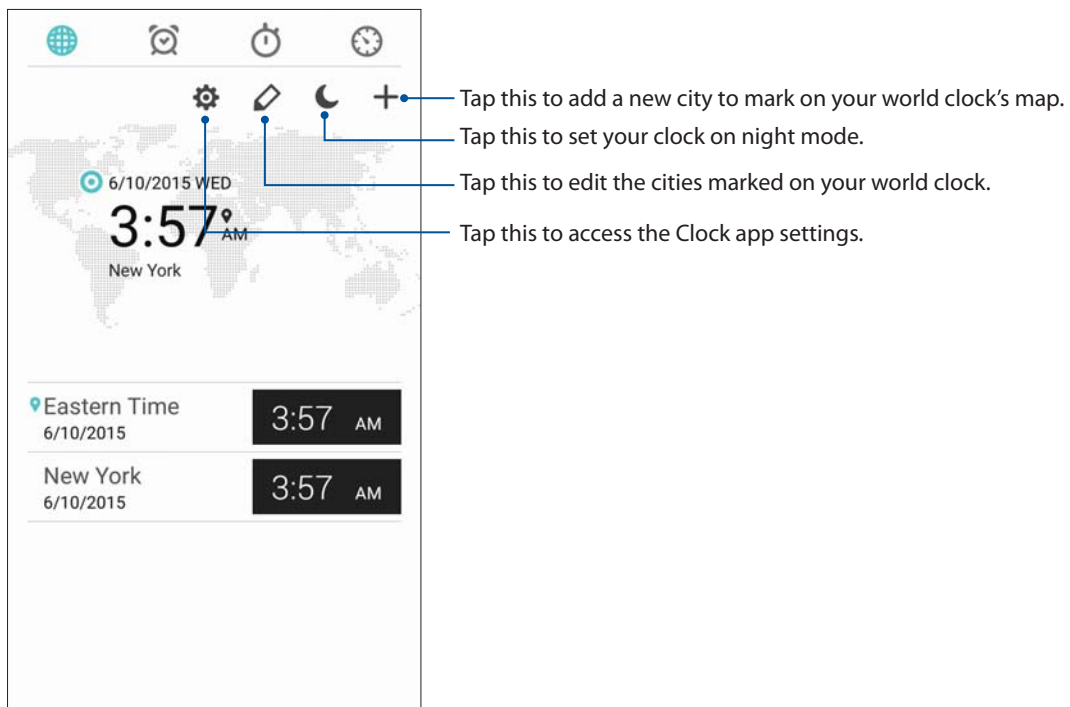 Tap this to add a new city to mark on your world clock’s map.
Tap this to set your clock on night mode.
6/10/2015 WED
Tap this to edit the cities marked on your world clock.
3:57 AM
Tap this to access the Clock app settings.
New York
Eastern Time
6/10/2015
3:57 AM
New York
6/10/2015
3:57 AM